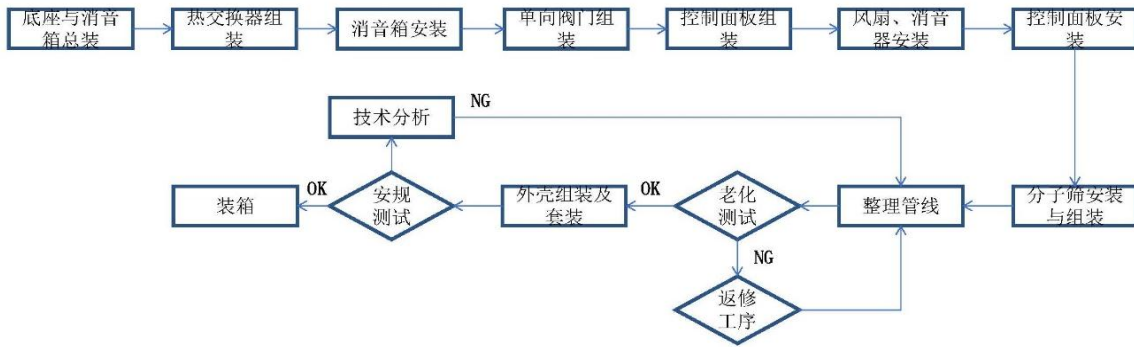 底座与消音
箱总装
热交换器组
装
消音箱安装
单向阀门组
装
控制面板组
装
风扇、消音
器安装
控制面板安
装
技术分析
NG
装箱
OK
安规
测试
外壳组装及
套装
OK
老化
测试
整理管线
分子筛安装
与组装
NG
返修
工序